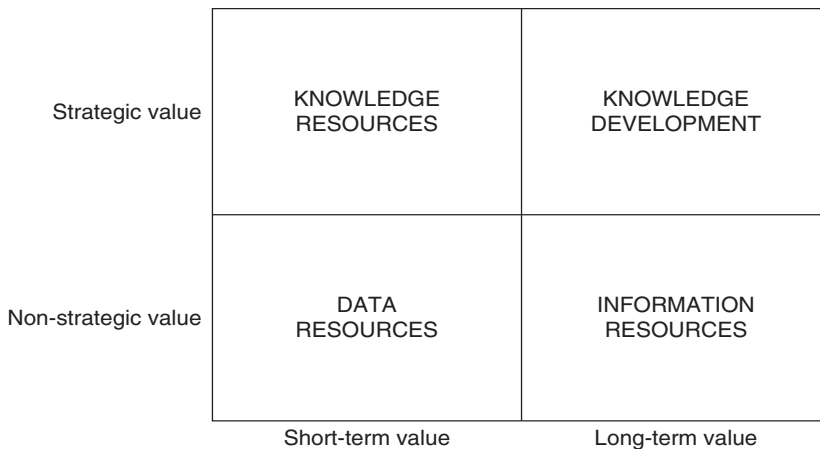 Strategic value
KNOWLEDGE
RESOURCES
KNOWLEDGE
DEVELOPMENT
Non-strategic value
DATA
RESOURCES
INFORMATION
RESOURCES
Short-term value
Long-term value